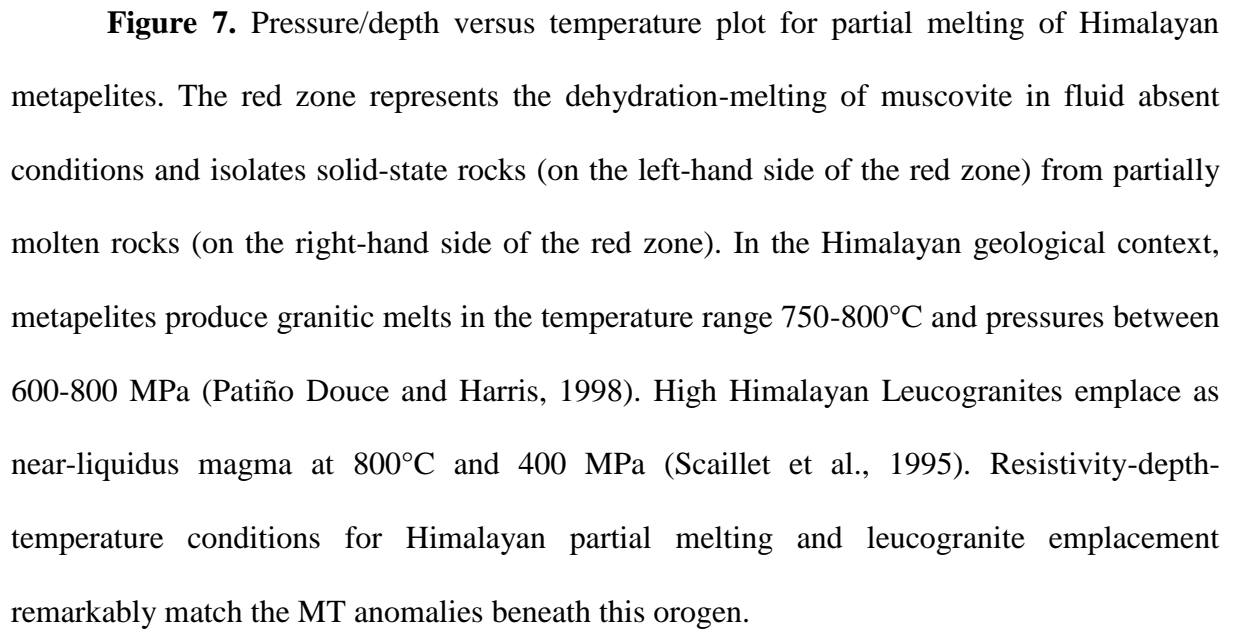 Figure 7. Pressure/depth versus temperature plot for partial melting of Himalayan
metapelites. The red zone represents the dehydration-melting of muscovite in fluid absent
conditions and isolates solid-state rocks (on the left-hand side of the red zone) from partially
molten rocks (on the right-hand side of the red zone). In the Himalayan geological context,
metapelites produce granitic melts in the temperature range 750-800°C and pressures between
600-800 MPa (Patiño Douce and Harris, 1998). High Himalayan Leucogranites emplace as
near-liquidus magma at 800°C and 400 MPa (Scaillet et al., 1995). Resistivity-depth-
temperature conditions for Himalayan partial melting and leucogranite emplacement
remarkably match the MT anomalies beneath this orogen.